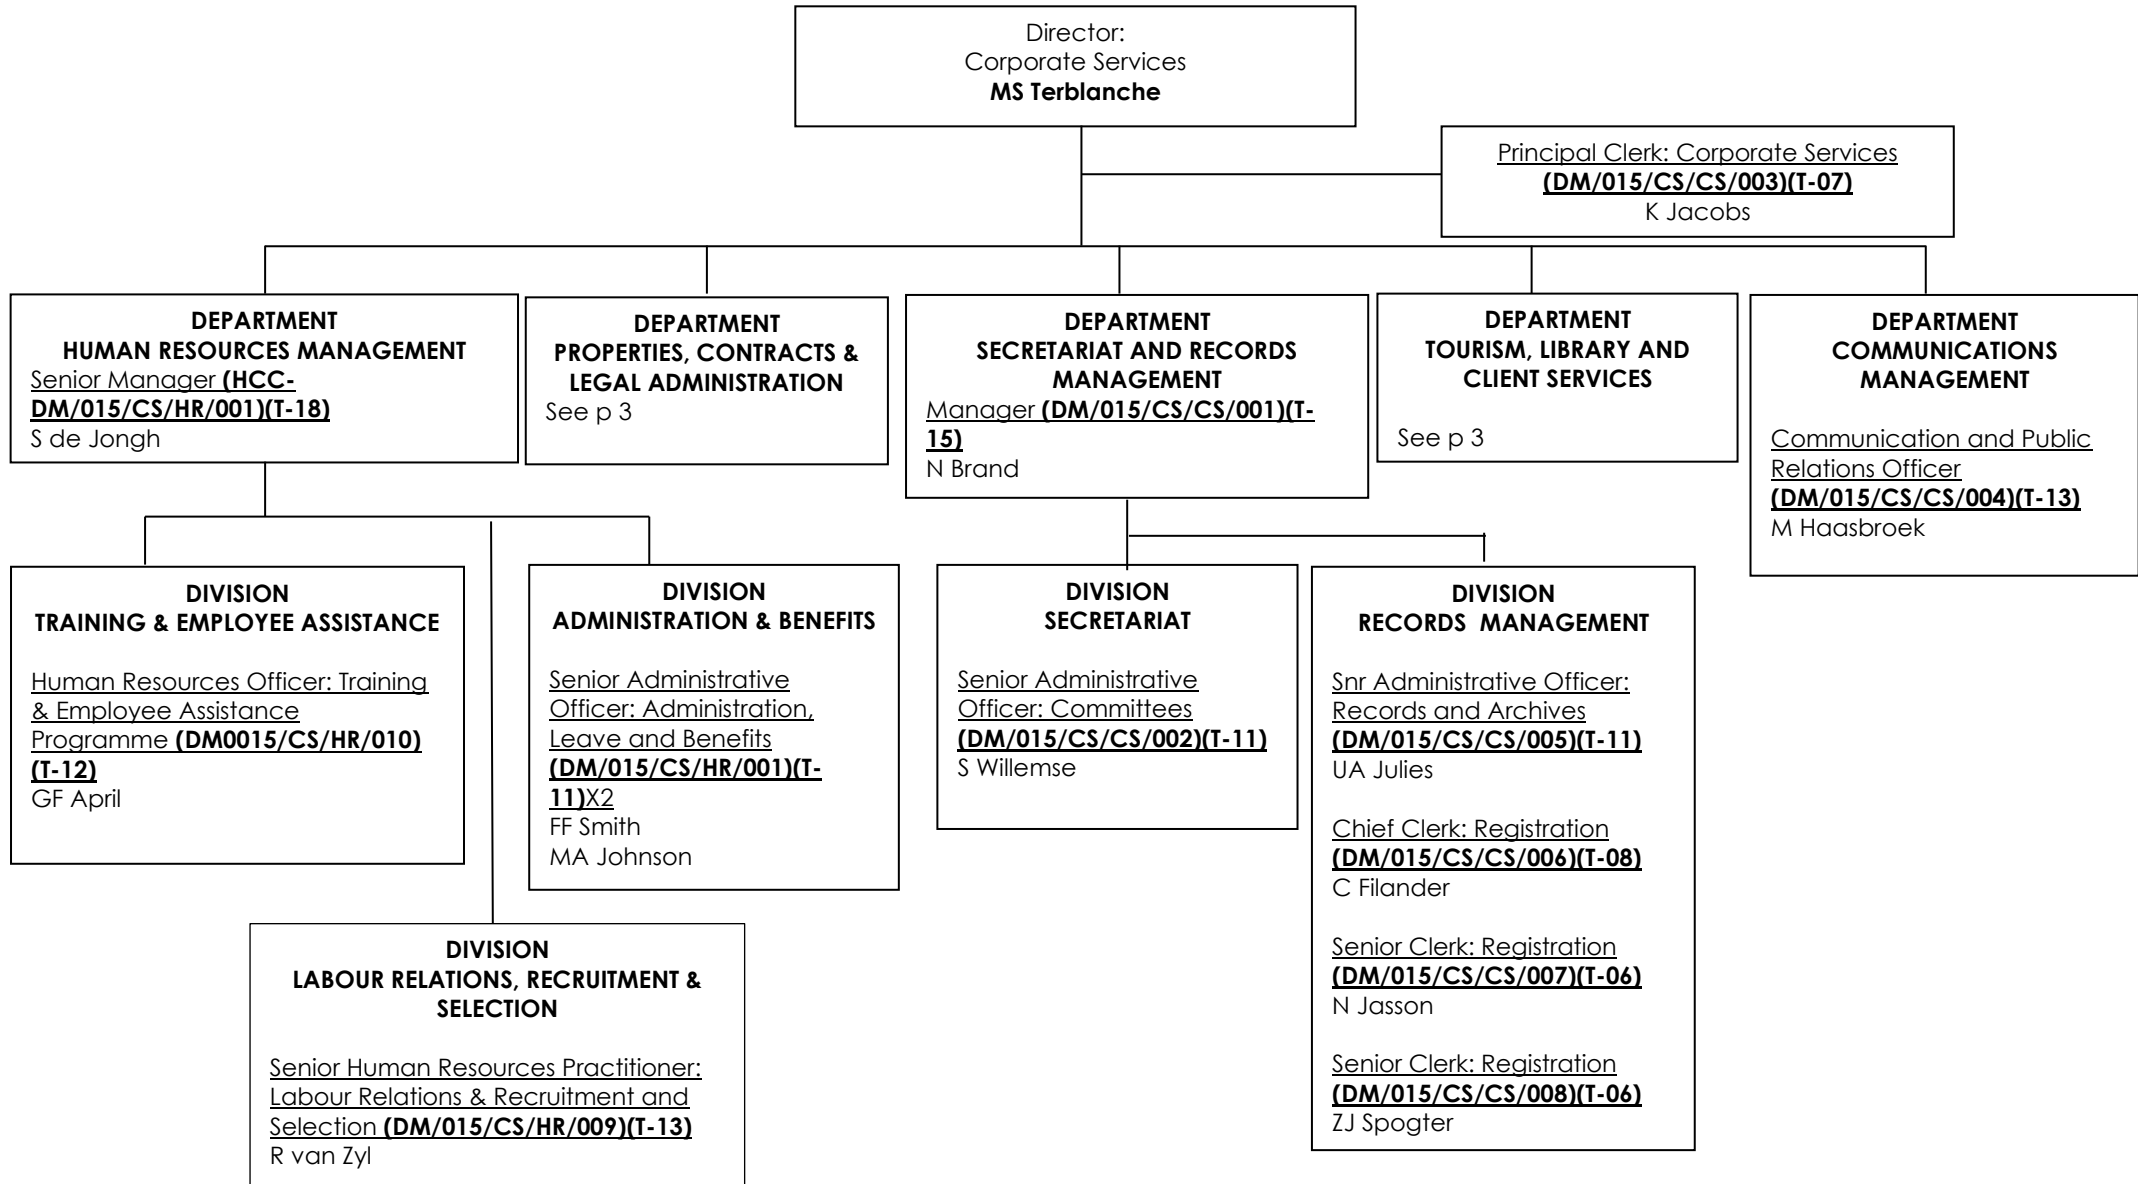 Director:
Corporate Services
MS Terblanche
Principal Clerk: Corporate Services
(DM/015/CS/CS/003)(T-07)
K Jacobs
DEPARTMENT
HUMAN RESOURCES MANAGEMENT
Senior Manager (HCC-
DM/015/CS/HR/001)(T-18)
S de Jongh
DEPARTMENT
PROPERTIES, CONTRACTS &
LEGAL ADMINISTRATION
See p 3
DEPARTMENT
SECRETARIAT AND RECORDS
MANAGEMENT
Manager (DM/015/CS/CS/001)(T-
15)
N Brand
DEPARTMENT
TOURISM, LIBRARY AND
CLIENT SERVICES
See p 3
DEPARTMENT
COMMUNICATIONS
MANAGEMENT
Communication and Public
Relations Officer
(DM/015/CS/CS/004)(T-13)
M Haasbroek
DIVISION
TRAINING & EMPLOYEE ASSISTANCE
Human Resources Officer: Training
& Employee Assistance
Programme (DM0015/CS/HR/010)
(T-12)
GF April
DIVISION
ADMINISTRATION & BENEFITS
Senior Administrative
Officer: Administration,
Leave and Benefits
(DM/015/CS/HR/001)(T-
11)X2
FF Smith
MA Johnson
DIVISION
SECRETARIAT
Senior Administrative
Officer: Committees
(DM/015/CS/CS/002)(T-11)
S Willemse
DIVISION
RECORDS MANAGEMENT
Snr Administrative Officer:
Records and Archives
(DM/015/CS/CS/005)(T-11)
UA Julies
Chief Clerk: Registration
(DM/015/CS/CS/006)(T-08)
C Filander
Senior Clerk: Registration
(DM/015/CS/CS/007)(T-06)
N Jasson
Senior Clerk: Registration
(DM/015/CS/CS/008)(T-06)
ZJ Spogter
DIVISION
LABOUR RELATIONS, RECRUITMENT &
SELECTION
Senior Human Resources Practitioner:
Labour Relations & Recruitment and
Selection (DM/015/CS/HR/009)(T-13)
R van Zyl